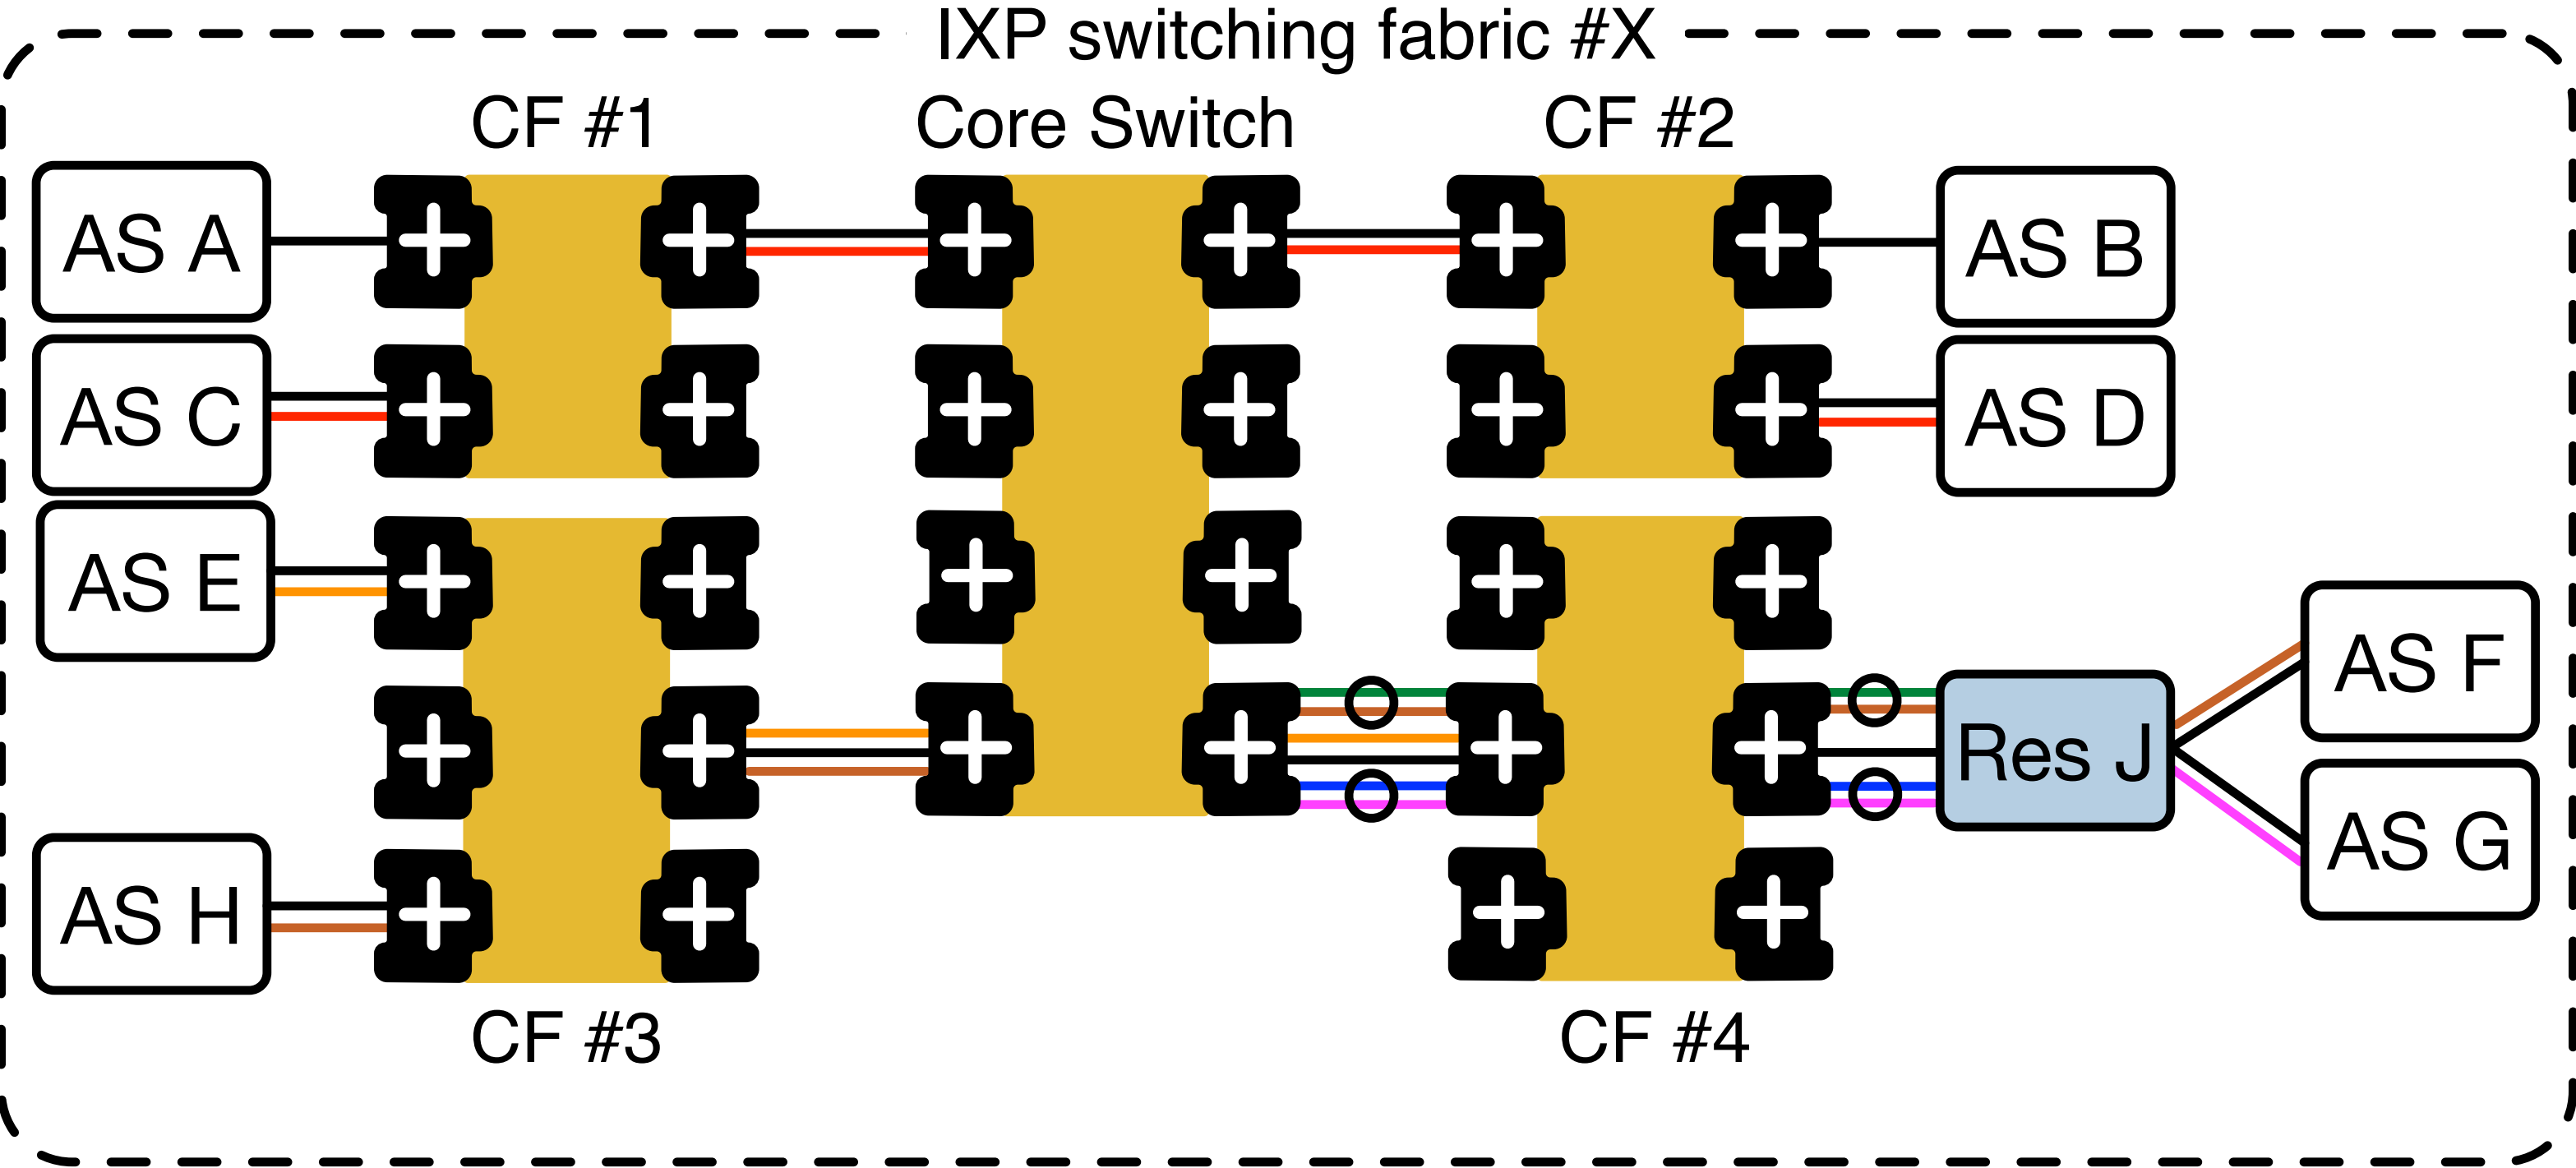 IXP switching fabric #X
CF #1
Core Switch
CF #2
AS A
AS B
AS C
AS D
AS E
AS F
Res J
AS G
AS H
CF #3
CF #4